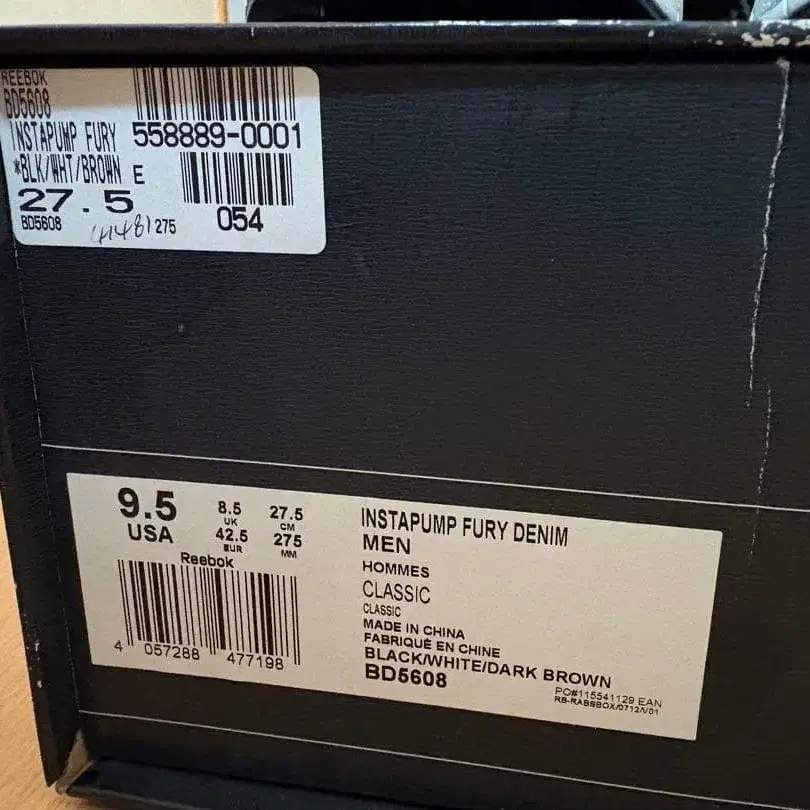 REEBOK
BD5608
INSTAPUMP FURY 558889-0001
*BLK/WHT/BROWN E
27.5
BD5608 275 054
9.5 USA
8.5 UK
27.5 CM
42.5 EUR
275 MM
Reebok
4 057288 477198
INSTAPUMP FURY DENIM
MEN
HOMMES
CLASSIC
CLASSIC
MADE IN CHINA
FABRIQUÉ EN CHINE
BLACK/WHITE/DARK BROWN
BD5608
PO#115541129 EAN
RB-RABSBOX/0712/V01